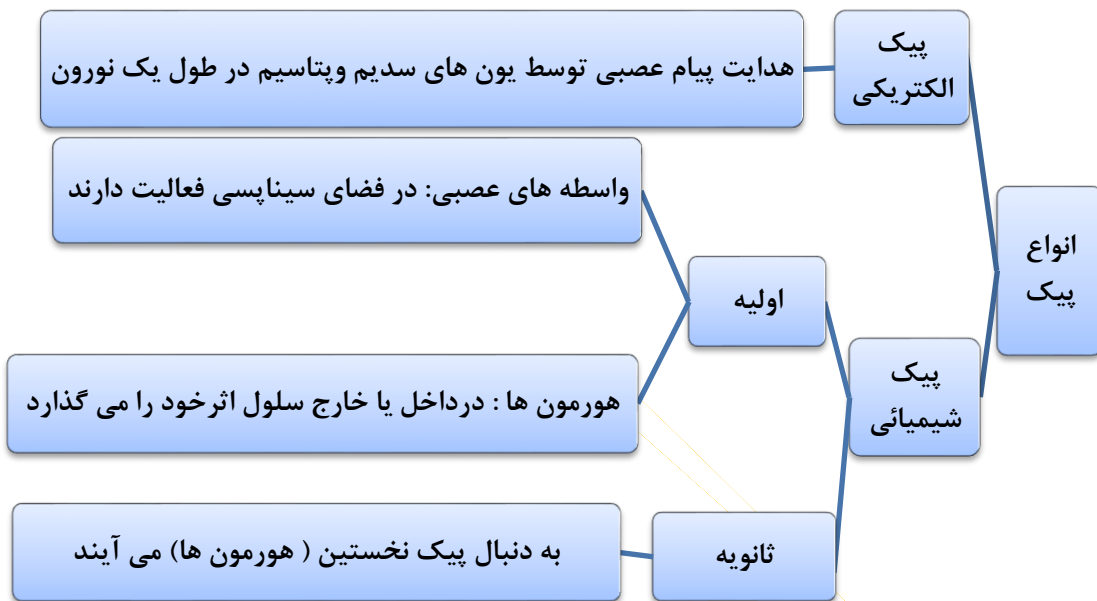 انواع
پیک
پیک
الکتریکی
هدایت پیام عصبی توسط یون های سدیم وپتاسیم در طول یک نورون
پیک
شیمیائی
اولیه
واسطه های عصبی: در فضای سیناپسی فعالیت دارند
هورمون ها : درداخل یا خارج سلول اثرخود را می گذارد
ثانویه
به دنبال پیک نخستین ( هورمون ها) می آیند